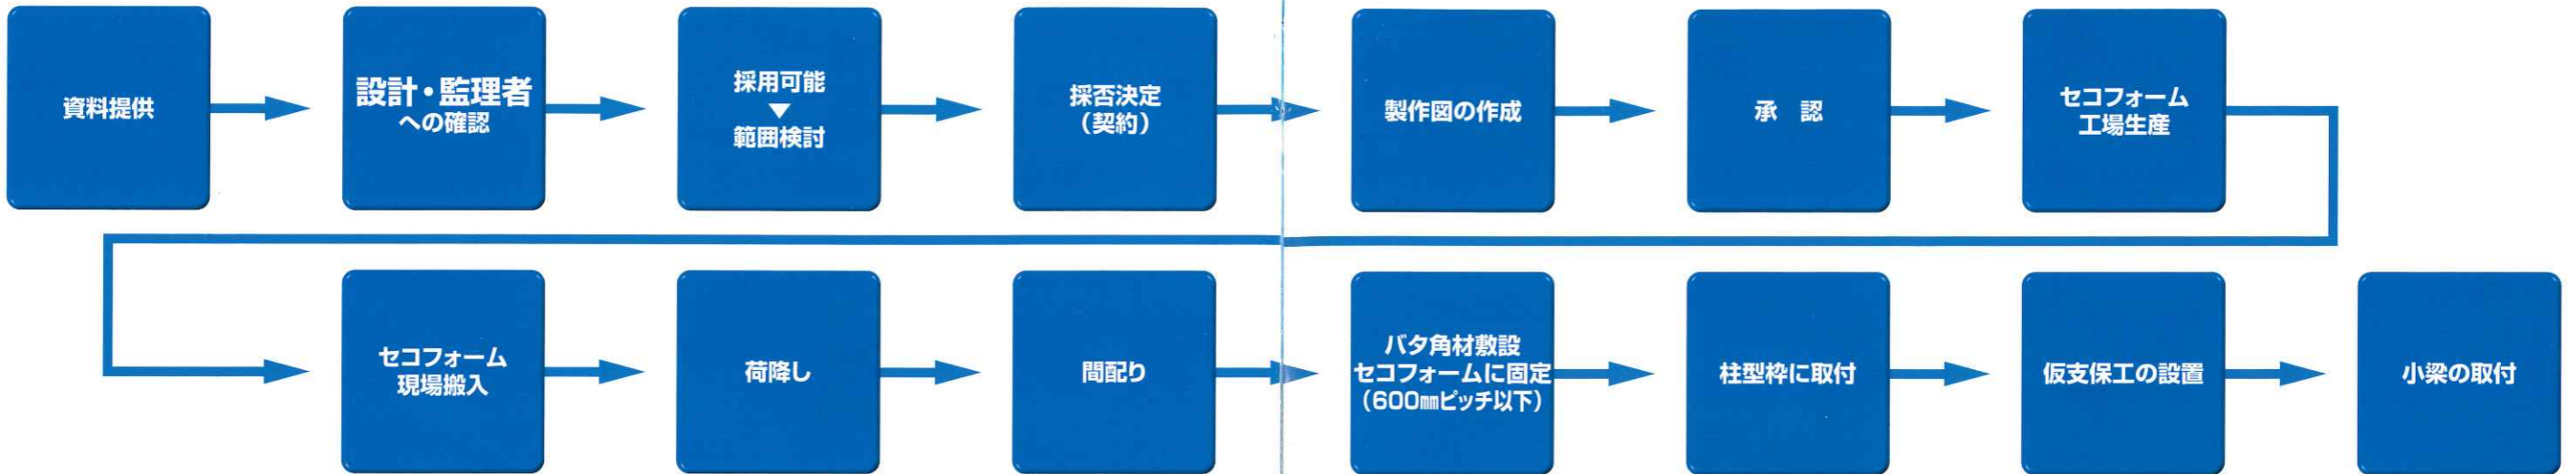 資料提供
設計・監理者
への確認
採用可能
▼
範囲検討
採否決定
（契約）
製作図の作成
承　認
セコフォーム
工場生産
セコフォーム
現場搬入
荷降し
間配り
バタ角材敷設
セコフォームに固定
（600㎜ピッチ以下）
柱型枠に取付
仮支保工の設置
小梁の取付